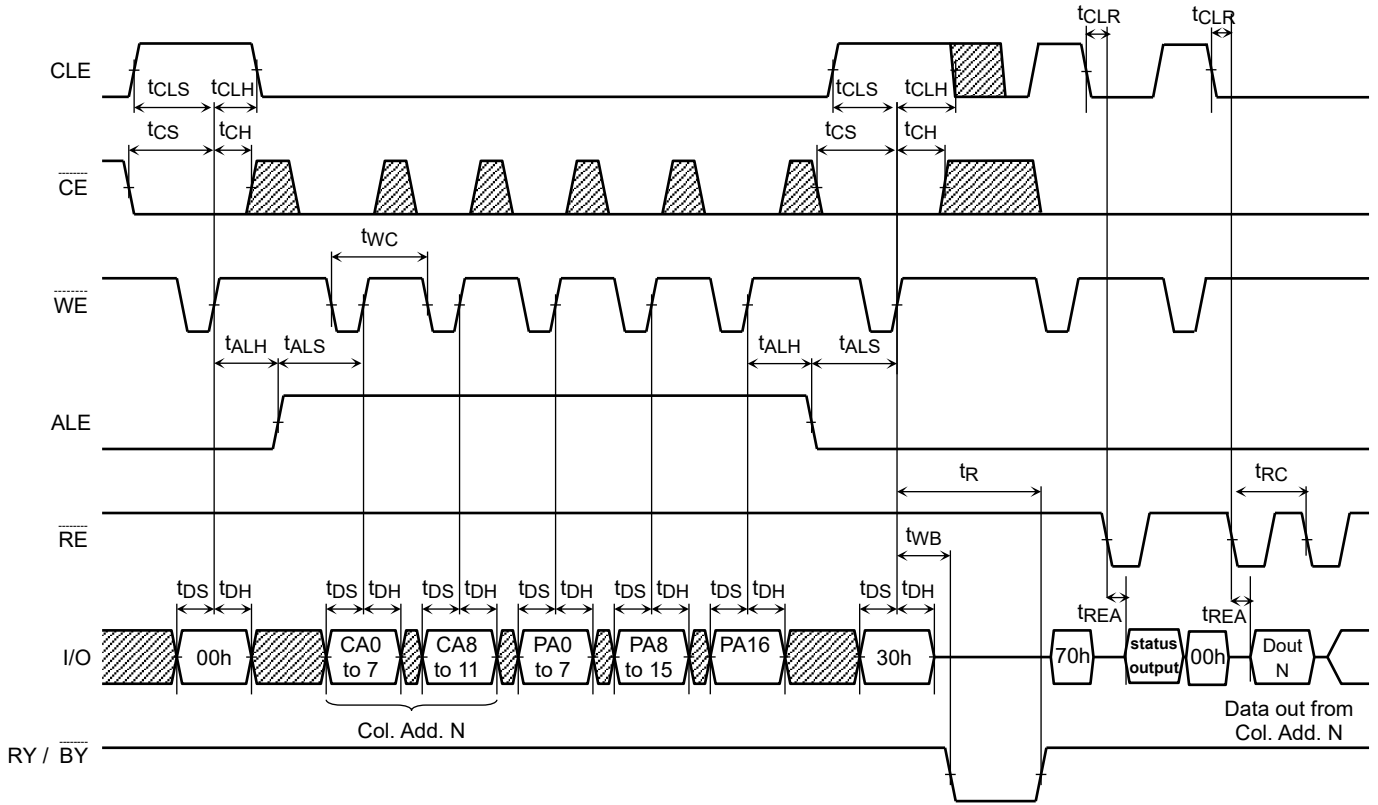 tCLR tCLR
CLE
tCLS tCLH tCLS tCLH
tCS tCH tCS tCH
CE
tWC
WE
tALH tALS tALH tALS
ALE
tR tRC
RE
tWB
tDS tDH tDS tDH tDS tDH tDS tDH tDS tDH tDS tDH tDS tDH
tREA tREA
I/O
00h
CA0
to 7
CA8
to 11
PA0
to 7
PA8
to 15
PA16
30h
70h
status
output
00h
Dout
N
Col. Add. N
Data out from
Col. Add. N
RY / BY